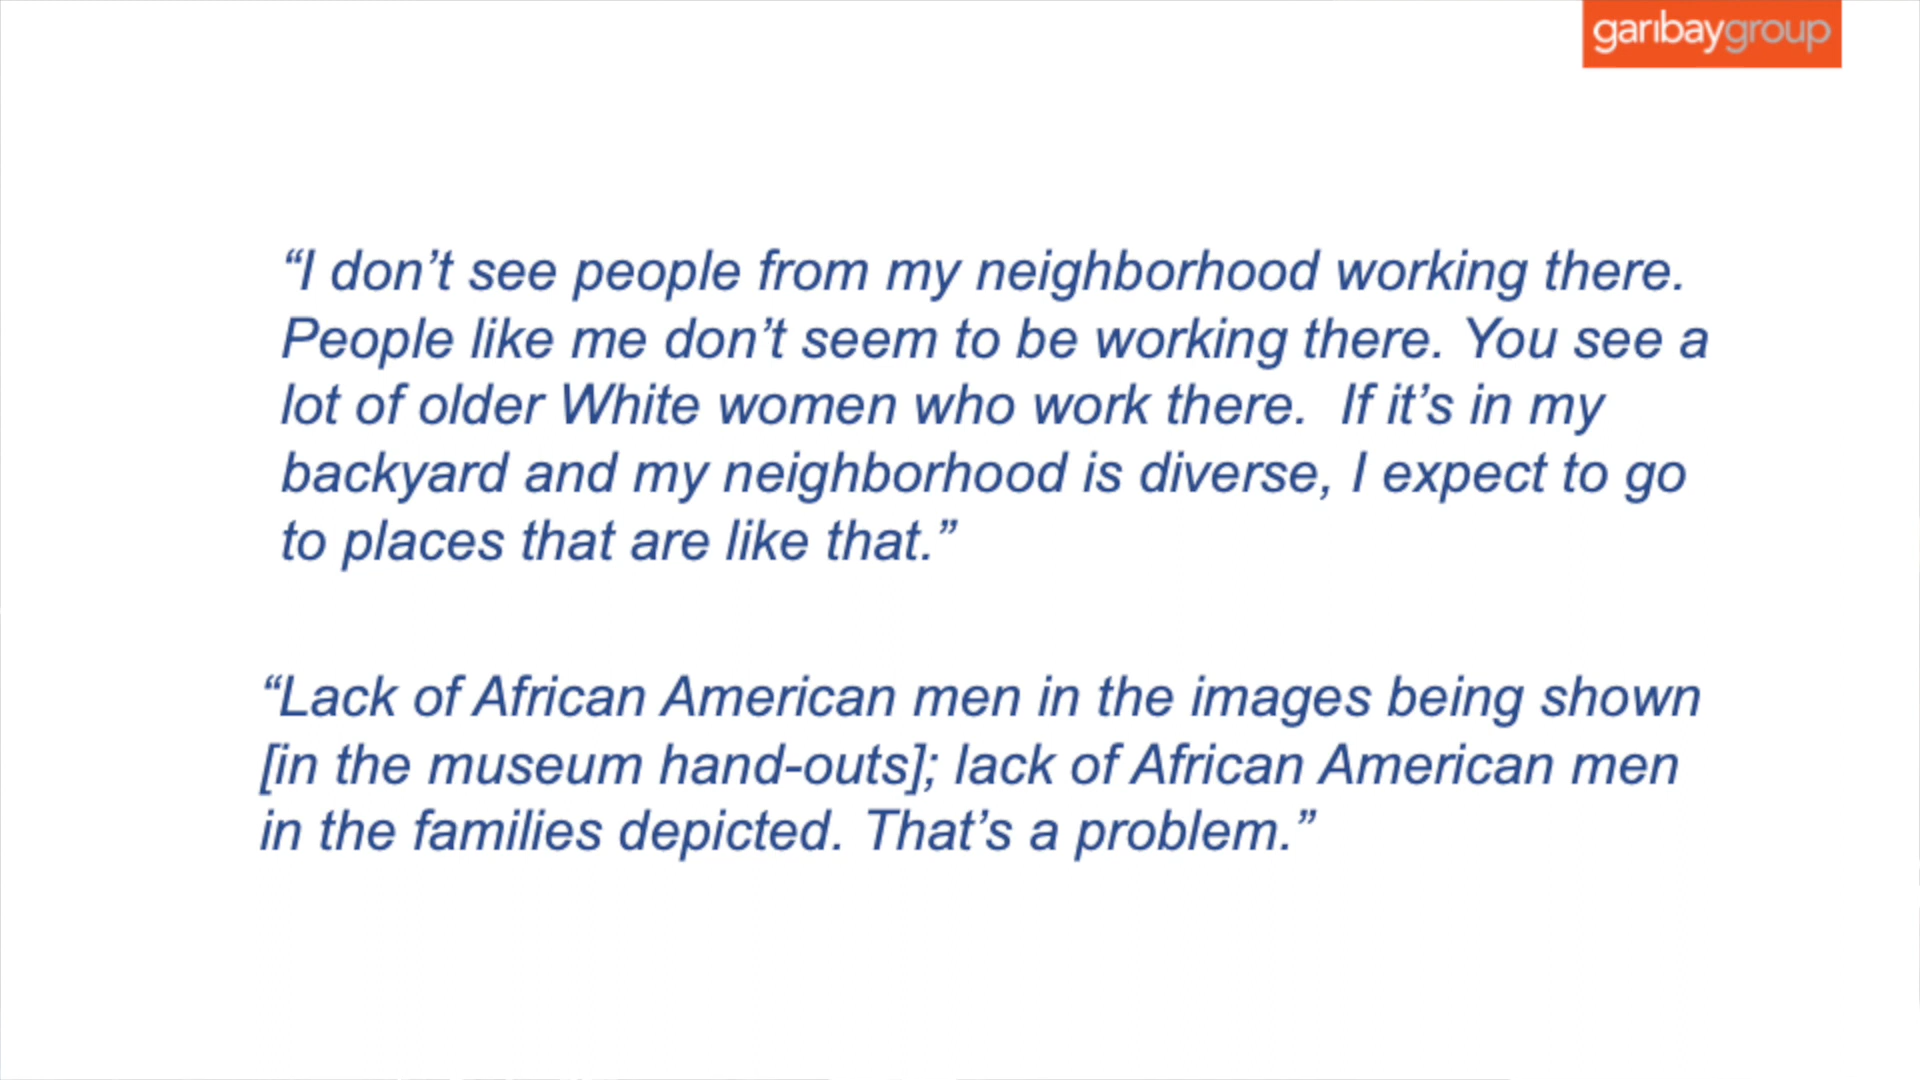 garibaygroup
“I don’t see people from my neighborhood working there.
People like me don’t seem to be working there. You see a
lot of older White women who work there.  If it’s in my
backyard and my neighborhood is diverse, I expect to go
to places that are like that.”
“Lack of African American men in the images being shown
[in the museum hand-outs]; lack of African American men
in the families depicted. That’s a problem.”